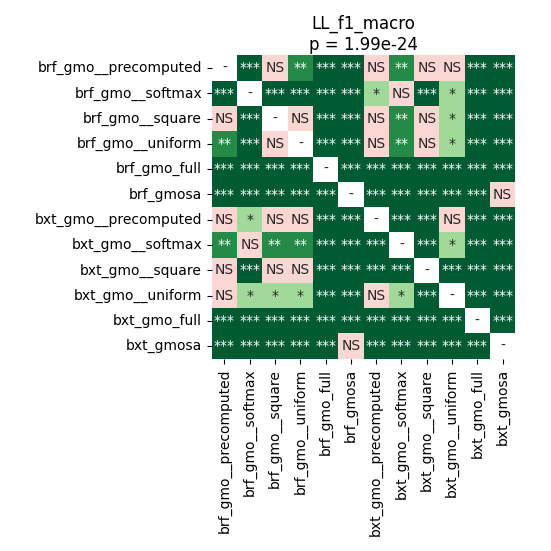 LL_f1_macro
p = 1.99e-24
brf_gmo__precomputed - *** NS ** *** *** NS ** NS NS *** ***
brf_gmo__softmax *** - *** *** *** *** * NS *** * *** ***
brf_gmo__square NS *** - NS *** *** NS ** NS * *** ***
brf_gmo__uniform ** *** NS - *** *** NS ** NS * *** ***
brf_gmo_full *** *** *** *** - *** *** *** *** *** *** ***
brf_gmosa *** *** *** *** *** - *** *** *** *** *** NS
bxt_gmo__precomputed NS * NS NS *** *** - *** *** NS *** ***
bxt_gmo__softmax ** NS ** ** *** *** *** - *** * *** ***
bxt_gmo__square NS *** NS NS *** *** *** *** - *** *** ***
bxt_gmo__uniform NS * * * *** *** NS * *** - *** ***
bxt_gmo_full *** *** *** *** *** *** *** *** *** *** - ***
bxt_gmosa *** *** *** *** *** NS *** *** *** *** *** -
brf_gmo__precomputed
brf_gmo__softmax
brf_gmo__square
brf_gmo__uniform
brf_gmo_full
brf_gmosa
bxt_gmo__precomputed
bxt_gmo__softmax
bxt_gmo__square
bxt_gmo__uniform
bxt_gmo_full
bxt_gmosa